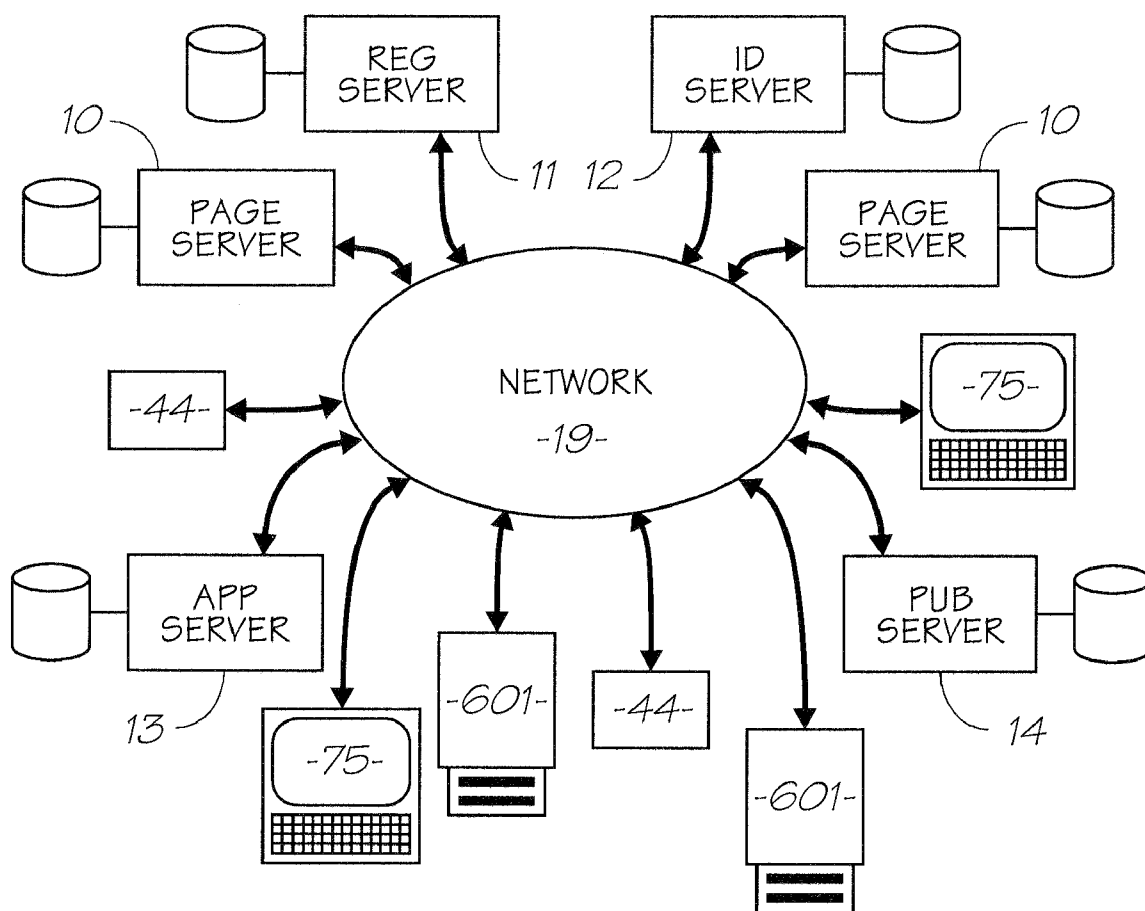 REG
SERVER
ID
SERVER
10
11
12
10
PAGE
SERVER
PAGE
SERVER
NETWORK
-19-
-75-
-44-
APP
SERVER
PUB
SERVER
-601-
-44-
13
14
-75-
-601-